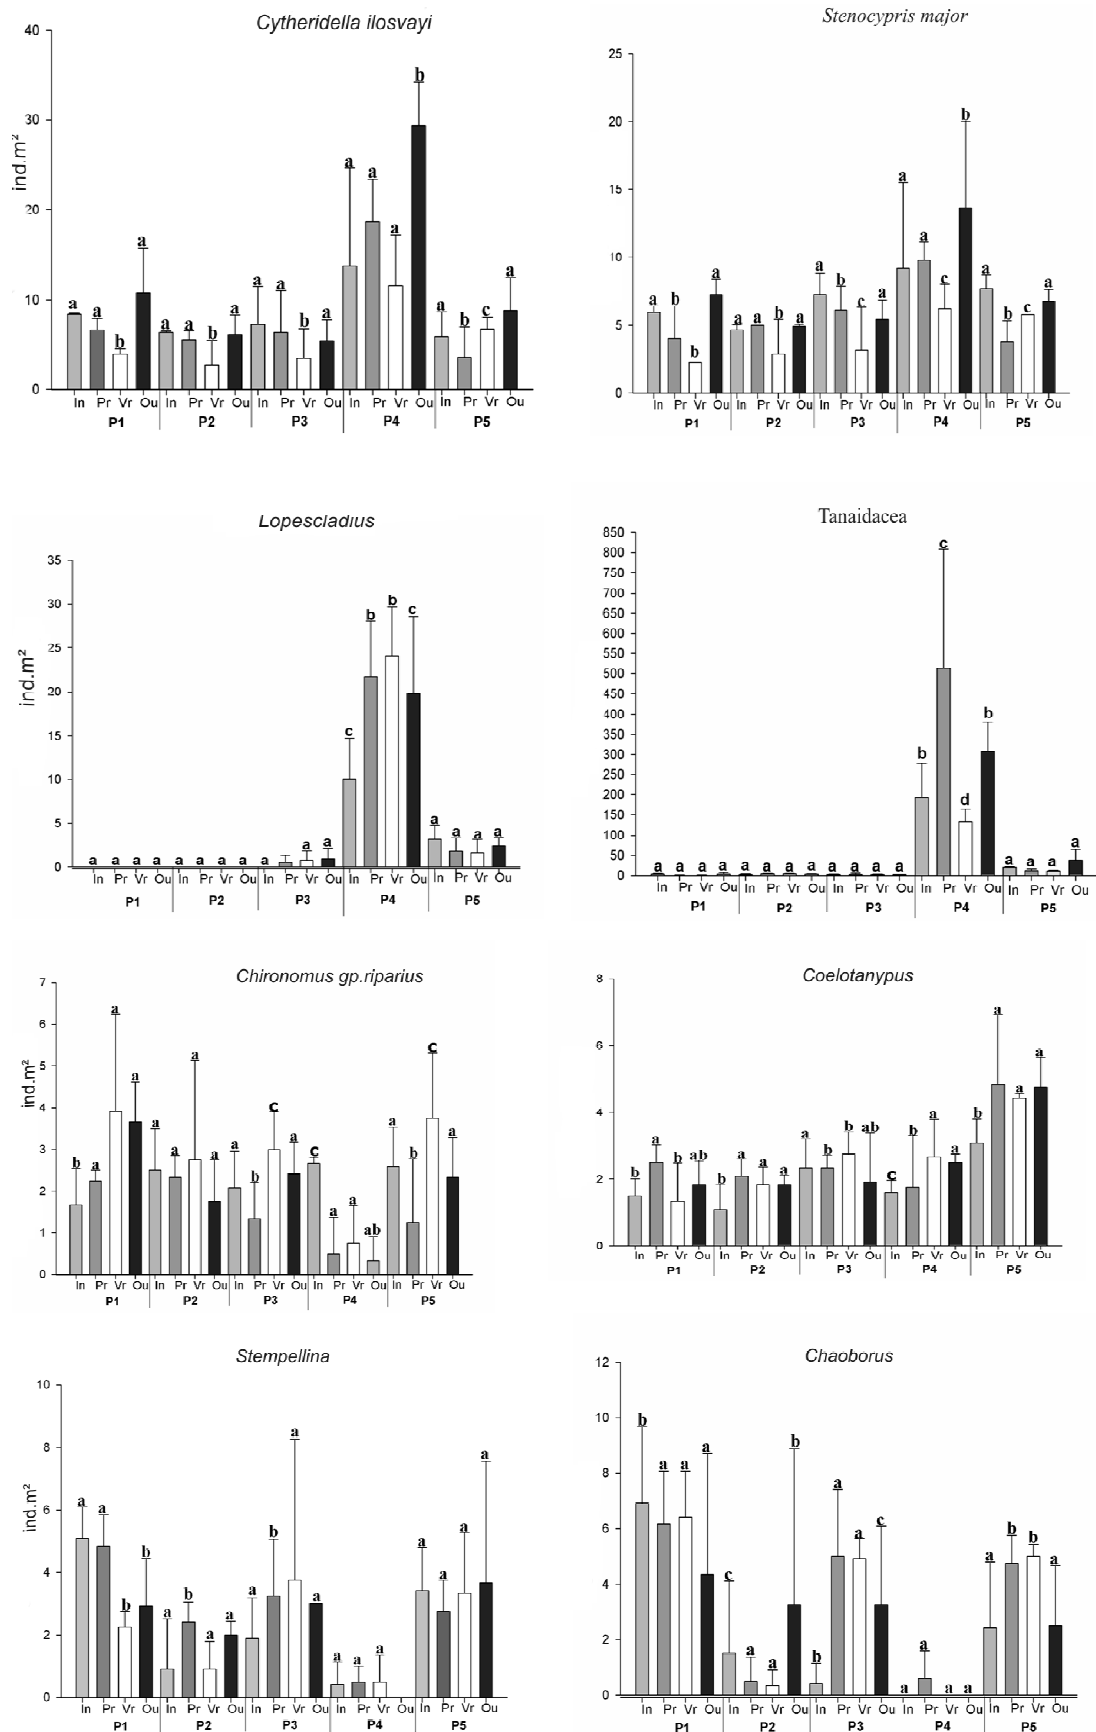 Cytheridella ilosvayi
40
30
20
10
0
ind.m²
a a b a a a b a a a b a a a a b a b c a
In Pr Vr Ou In Pr Vr Ou In Pr Vr Ou In Pr Vr Ou In Pr Vr Ou
P1 P2 P3 P4 P5
Stenocypris major
25
20
15
10
5
0
a b b a a a b a a b c a a a c b a b c a
In Pr Vr Ou In Pr Vr Ou In Pr Vr Ou In Pr Vr Ou In Pr Vr Ou
P1 P2 P3 P4 P5
Lopescladius
35
30
25
20
15
10
5
0
ind.m²
a a a a a a a a a a a c b b c a a a a
In Pr Vr Ou In Pr Vr Ou In Pr Vr Ou In Pr Vr Ou In Pr Vr Ou
P1 P2 P3 P4 P5
Tanaidacea
850
800
750
700
650
600
550
500
450
400
350
300
250
200
150
100
50
0
a a a a a a a a a a a a b c d b a a a a
In Pr Vr Ou In Pr Vr Ou In Pr Vr Ou In Pr Vr Ou In Pr Vr Ou
P1 P2 P3 P4 P5
Chironomus gp.riparius
7
6
5
4
3
2
1
0
ind.m²
b a a a a a a a a b c a c a a ab a b c a
In Pr Vr Ou In Pr Vr Ou In Pr Vr Ou In Pr Vr Ou In Pr Vr Ou
P1 P2 P3 P4 P5
Coelotanypus
8
6
4
2
0
b a b ab b a a a a b b ab c b a a a a a a
In Pr Vr Ou In Pr Vr Ou In Pr Vr Ou In Pr Vr Ou In Pr Vr Ou
P1 P2 P3 P4 P5
Stempellina
10
8
6
4
2
0
ind.m²
a a b b a b a a a b a a a a a a a a a
In Pr Vr Ou In Pr Vr Ou In Pr Vr Ou In Pr Vr Ou In Pr Vr Ou
P1 P2 P3 P4 P5
Chaoborus
12
10
8
6
4
2
0
b a a a c a a b b a a c a a a a a b b a
In Pr Vr Ou In Pr Vr Ou In Pr Vr Ou In Pr Vr Ou In Pr Vr Ou
P1 P2 P3 P4 P5